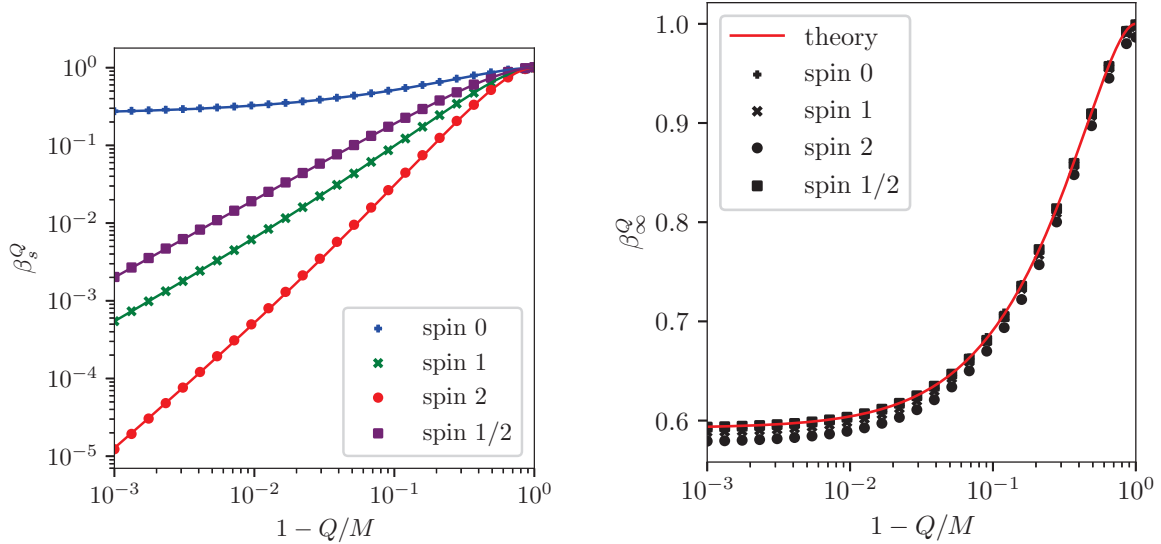 10^0
10^{-1}
10^{-2}
10^{-3}
10^{-4}
10^{-5}
β_s^Q
spin 0
spin 1
spin 2
spin 1/2
10^{-3}
10^{-2}
10^{-1}
10^0
1 − Q/M
1.0
0.9
0.8
0.7
0.6
β_∞^Q
theory
spin 0
spin 1
spin 2
spin 1/2
10^{-3}
10^{-2}
10^{-1}
10^0
1 − Q/M